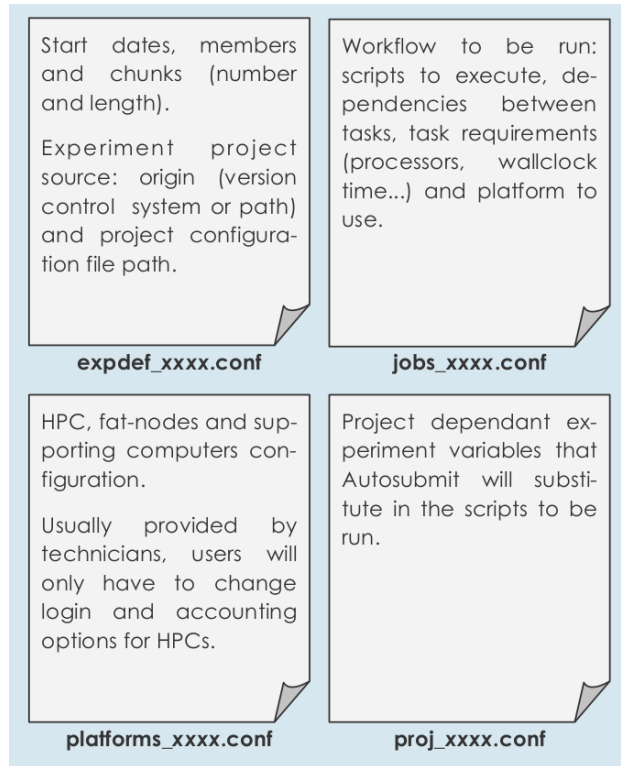 Start dates, members
and chunks (number
and length).
Experiment project
source: origin (version
control system or path)
and project configura-
tion file path.
expdef_xxxx.conf
Workflow to be run:
scripts to execute, de-
pendencies between
tasks, task requirements
(processors, wallclock
time...) and platform to
use.
jobs_xxxx.conf
HPC, fat-nodes and sup-
porting computers con-
figuration.
Usually provided by
technicians, users will
only have to change
login and accounting
options for HPCs.
platforms_xxxx.conf
Project dependant ex-
periment variables that
Autosubmit will substi-
tute in the scripts to be
run.
proj_xxxx.conf